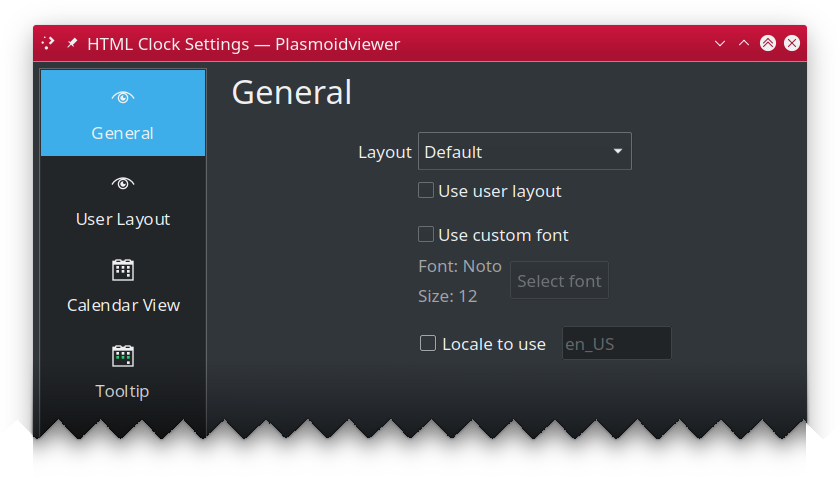 HTML Clock Settings — Plasmoidviewer
General
User Layout
Calendar View
Tooltip
General
Layout Default
Use user layout
Use custom font
Font: Noto
Size: 12
Select font
Locale to use en_US